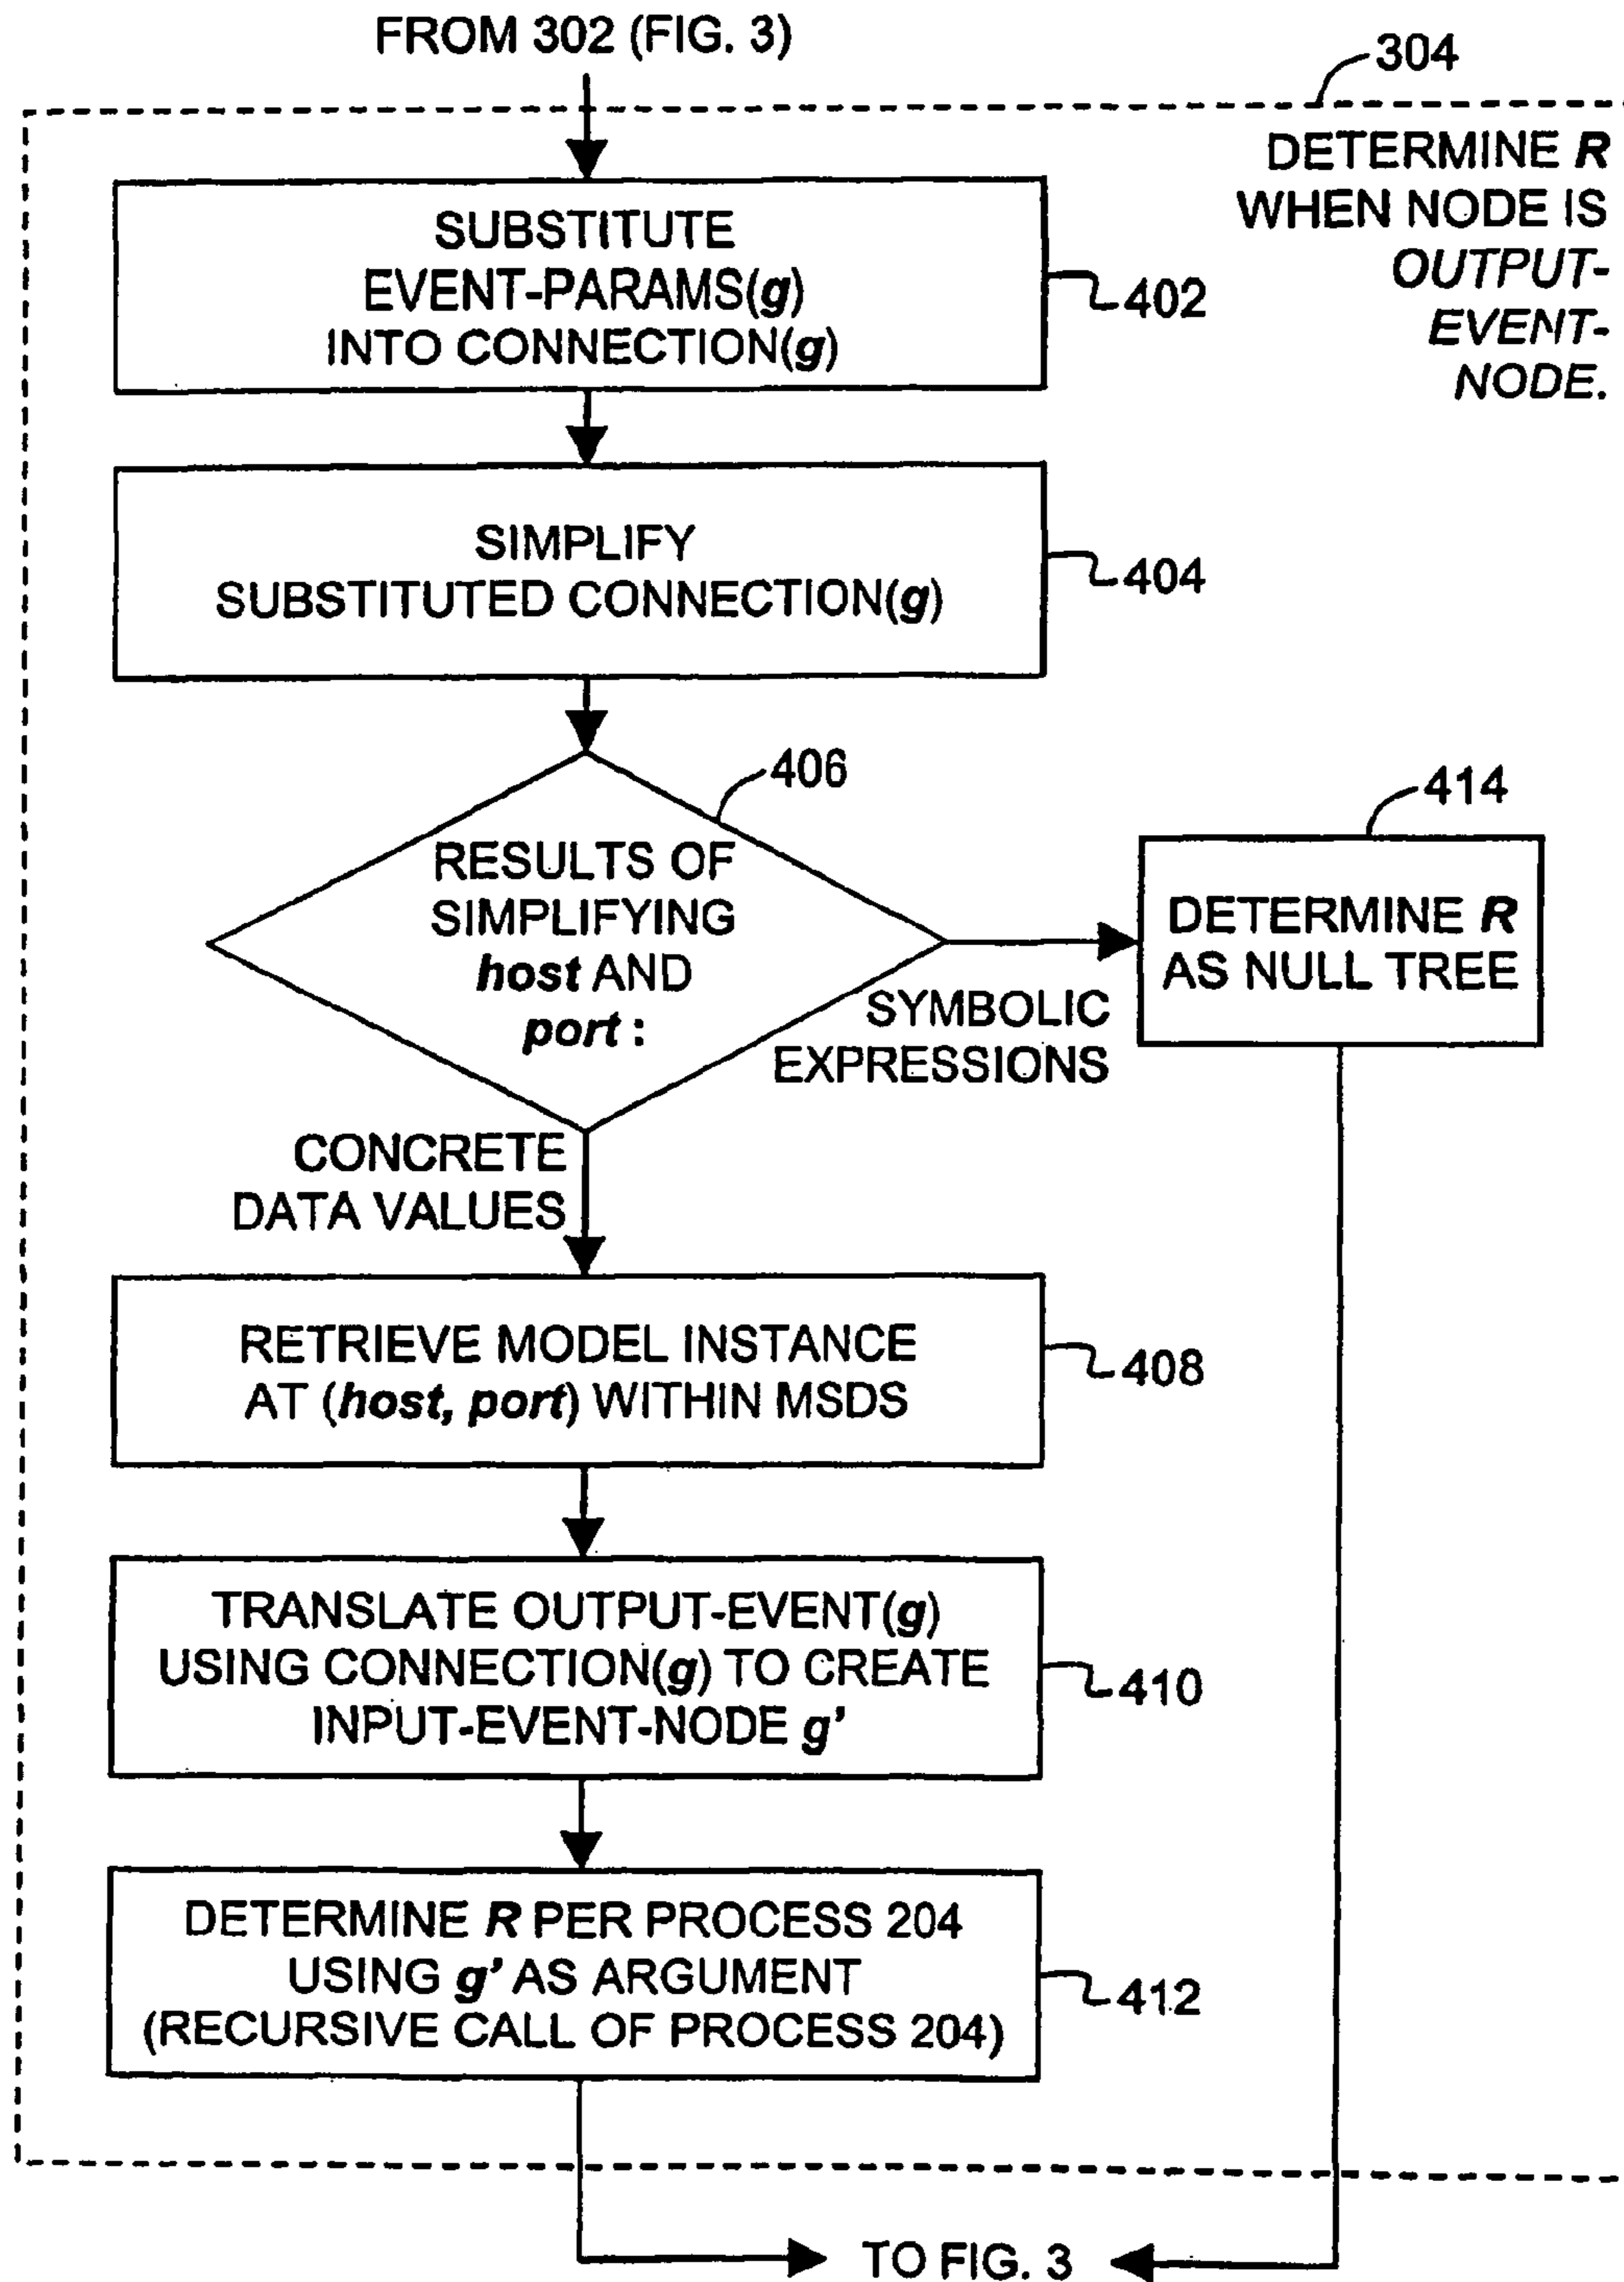 FROM 302 (FIG. 3)
304
DETERMINE R
WHEN NODE IS
OUTPUT-
EVENT-
NODE.
SUBSTITUTE
EVENT-PARAMS(g)
INTO CONNECTION(g)
402
SIMPLIFY
SUBSTITUTED CONNECTION(g)
404
406
RESULTS OF
SIMPLIFYING
host AND
port :
414
DETERMINE R
AS NULL TREE
SYMBOLIC
EXPRESSIONS
CONCRETE
DATA VALUES
RETRIEVE MODEL INSTANCE
AT (host, port) WITHIN MSDS
408
TRANSLATE OUTPUT-EVENT(g)
USING CONNECTION(g) TO CREATE
INPUT-EVENT-NODE g’
410
DETERMINE R PER PROCESS 204
USING g’ AS ARGUMENT
(RECURSIVE CALL OF PROCESS 204)
412
TO FIG. 3